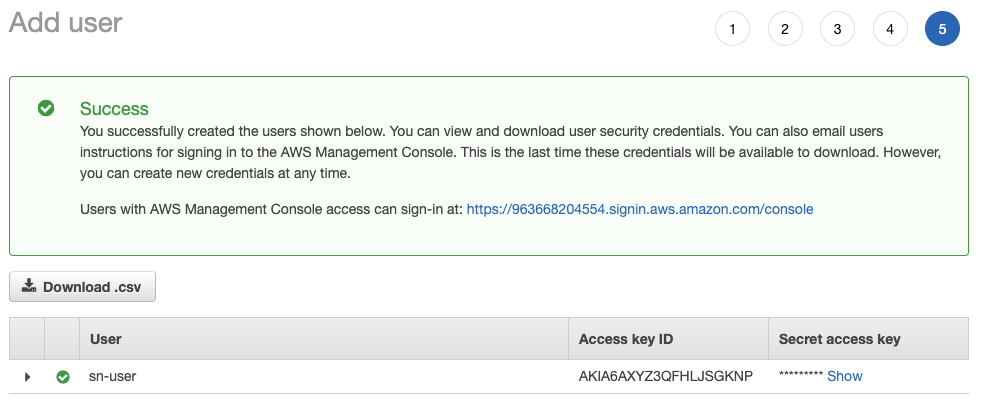 Add user
1 2 3 4 5
Success
You successfully created the users shown below. You can view and download user security credentials. You can also email users
instructions for signing in to the AWS Management Console. This is the last time these credentials will be available to download. However,
you can create new credentials at any time.
Users with AWS Management Console access can sign-in at: https://963668204554.signin.aws.amazon.com/console
Download .csv
User Access key ID Secret access key
sn-user AKIA6AXYZ3QFHLJSGKNP ********* Show